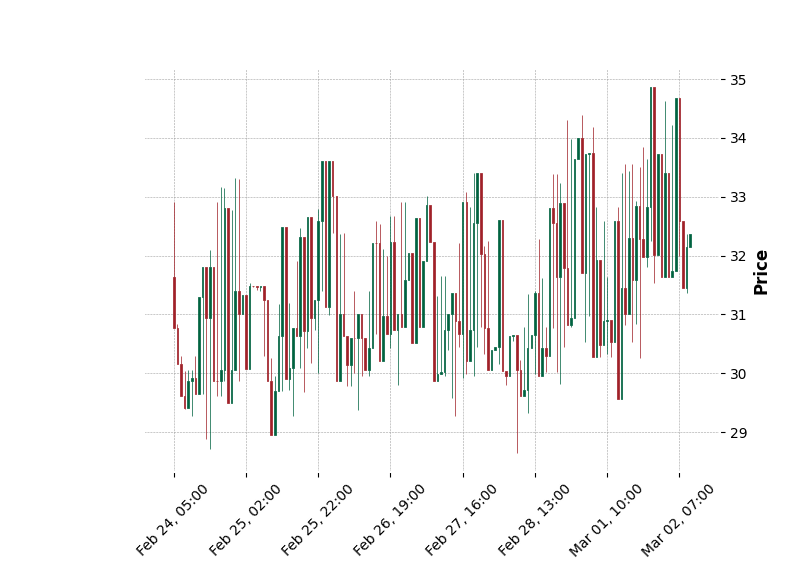 35
34
33
32
31
30
29
Price
Feb 24, 05:00
Feb 25, 02:00
Feb 25, 22:00
Feb 26, 19:00
Feb 27, 16:00
Feb 28, 13:00
Mar 01, 10:00
Mar 02, 07:00